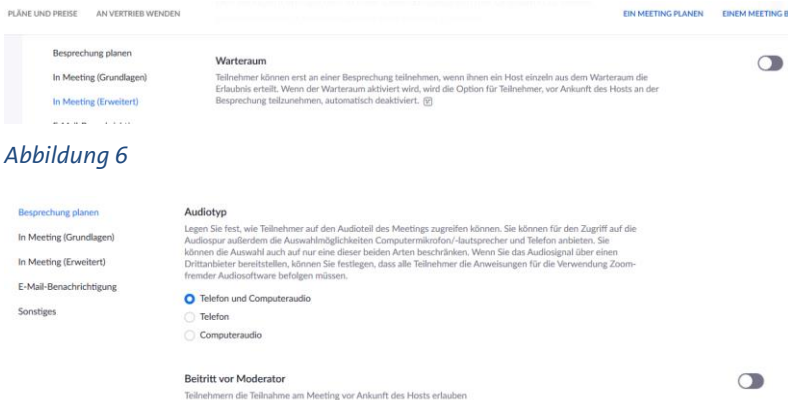 PLÄNE UND PREISE AN VERTRIEB WENDEN EIN MEETING PLANEN EINEM MEETING B
Besprechung planen
In Meeting (Grundlagen)
In Meeting (Erweitert)
Warteraum
Teilnehmer können erst an einer Besprechung teilnehmen, wenn ihnen ein Host einzeln aus dem Warteraum die
Erlaubnis erteilt. Wenn der Warteraum aktiviert wird, wird die Option für Teilnehmer, vor Ankunft des Hosts an der
Besprechung teilzunehmen, automatisch deaktiviert.
Abbildung 6
Besprechung planen
In Meeting (Grundlagen)
In Meeting (Erweitert)
E-Mail-Benachrichtigung
Sonstiges
Audiotyp
Legen Sie fest, wie Teilnehmer auf den Audioteil des Meetings zugreifen können. Sie können für den Zugriff auf die
Audiospur außerdem die Auswahlmöglichkeiten Computermikrofon/-lautsprecher und Telefon anbieten. Sie
können die Auswahl auch auf nur eine dieser beiden Arten beschränken. Wenn Sie das Audiosignal über einen
Drittanbieter bereitstellen, können Sie festlegen, dass alle Teilnehmer die Anweisungen für die Verwendung Zoom-
fremder Audiosoftware befolgen müssen.
Telefon und Computeraudio
Telefon
Computeraudio
Beitritt vor Moderator
Teilnehmern die Teilnahme am Meeting vor Ankunft des Hosts erlauben